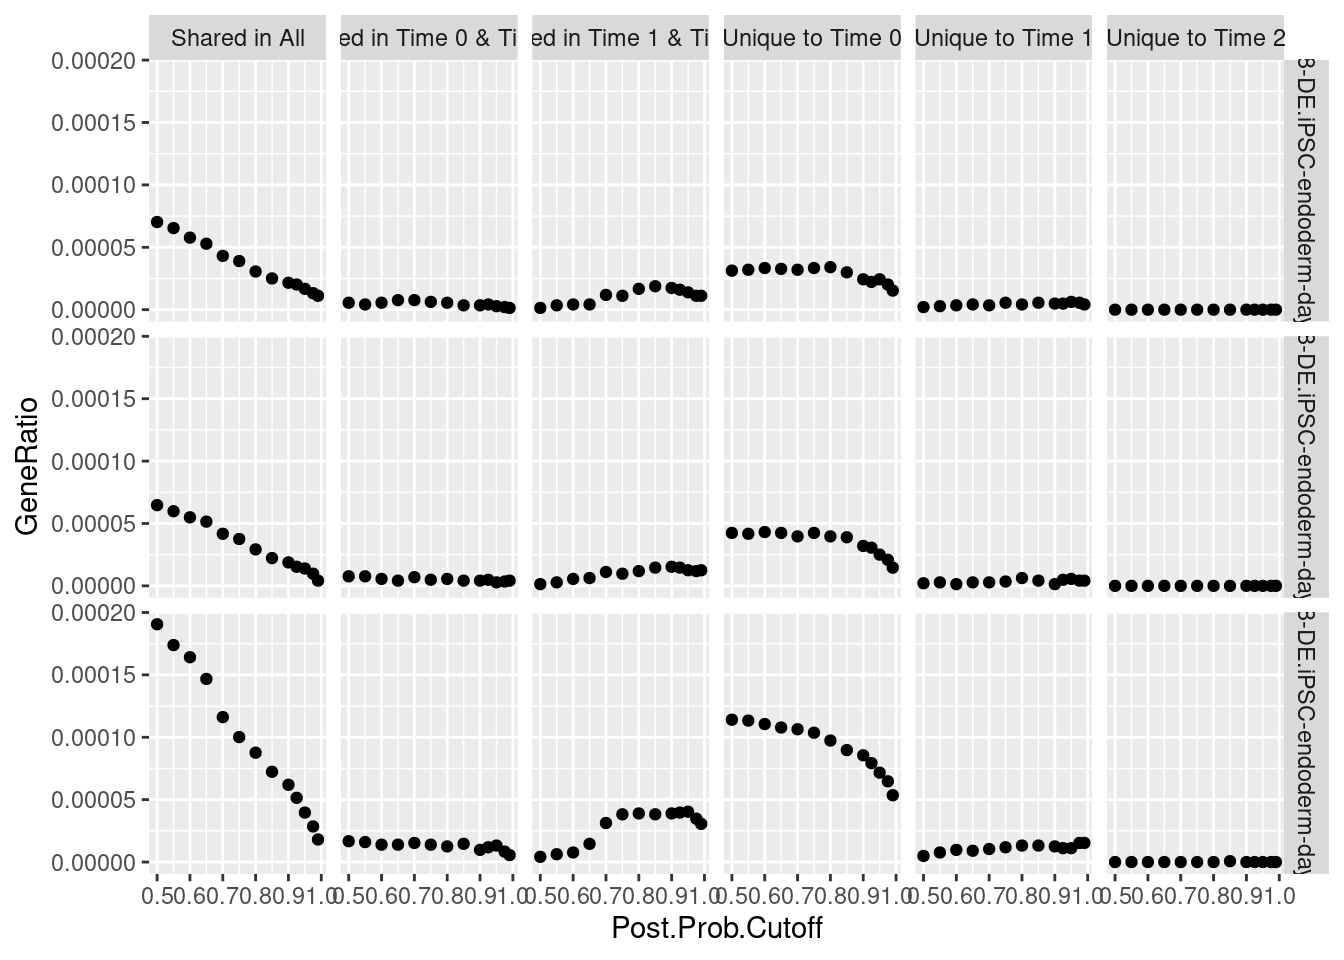 Shared in All
ed in Time 0 & Ti
ed in Time 1 & Ti
Unique to Time 0
Unique to Time 1
Unique to Time 2
0.00020
0.00015
0.00010
0.00005
0.00000
3-DE.iPSC-endoderm-day
0.00020
0.00015
0.00010
0.00005
0.00000
3-DE.iPSC-endoderm-day
0.00020
0.00015
0.00010
0.00005
0.00000
3-DE.iPSC-endoderm-day
GeneRatio
0.50.60.70.80.91.0
0.50.60.70.80.91.0
0.50.60.70.80.91.0
0.50.60.70.80.91.0
0.50.60.70.80.91.0
0.50.60.70.80.91.0
Post.Prob.Cutoff